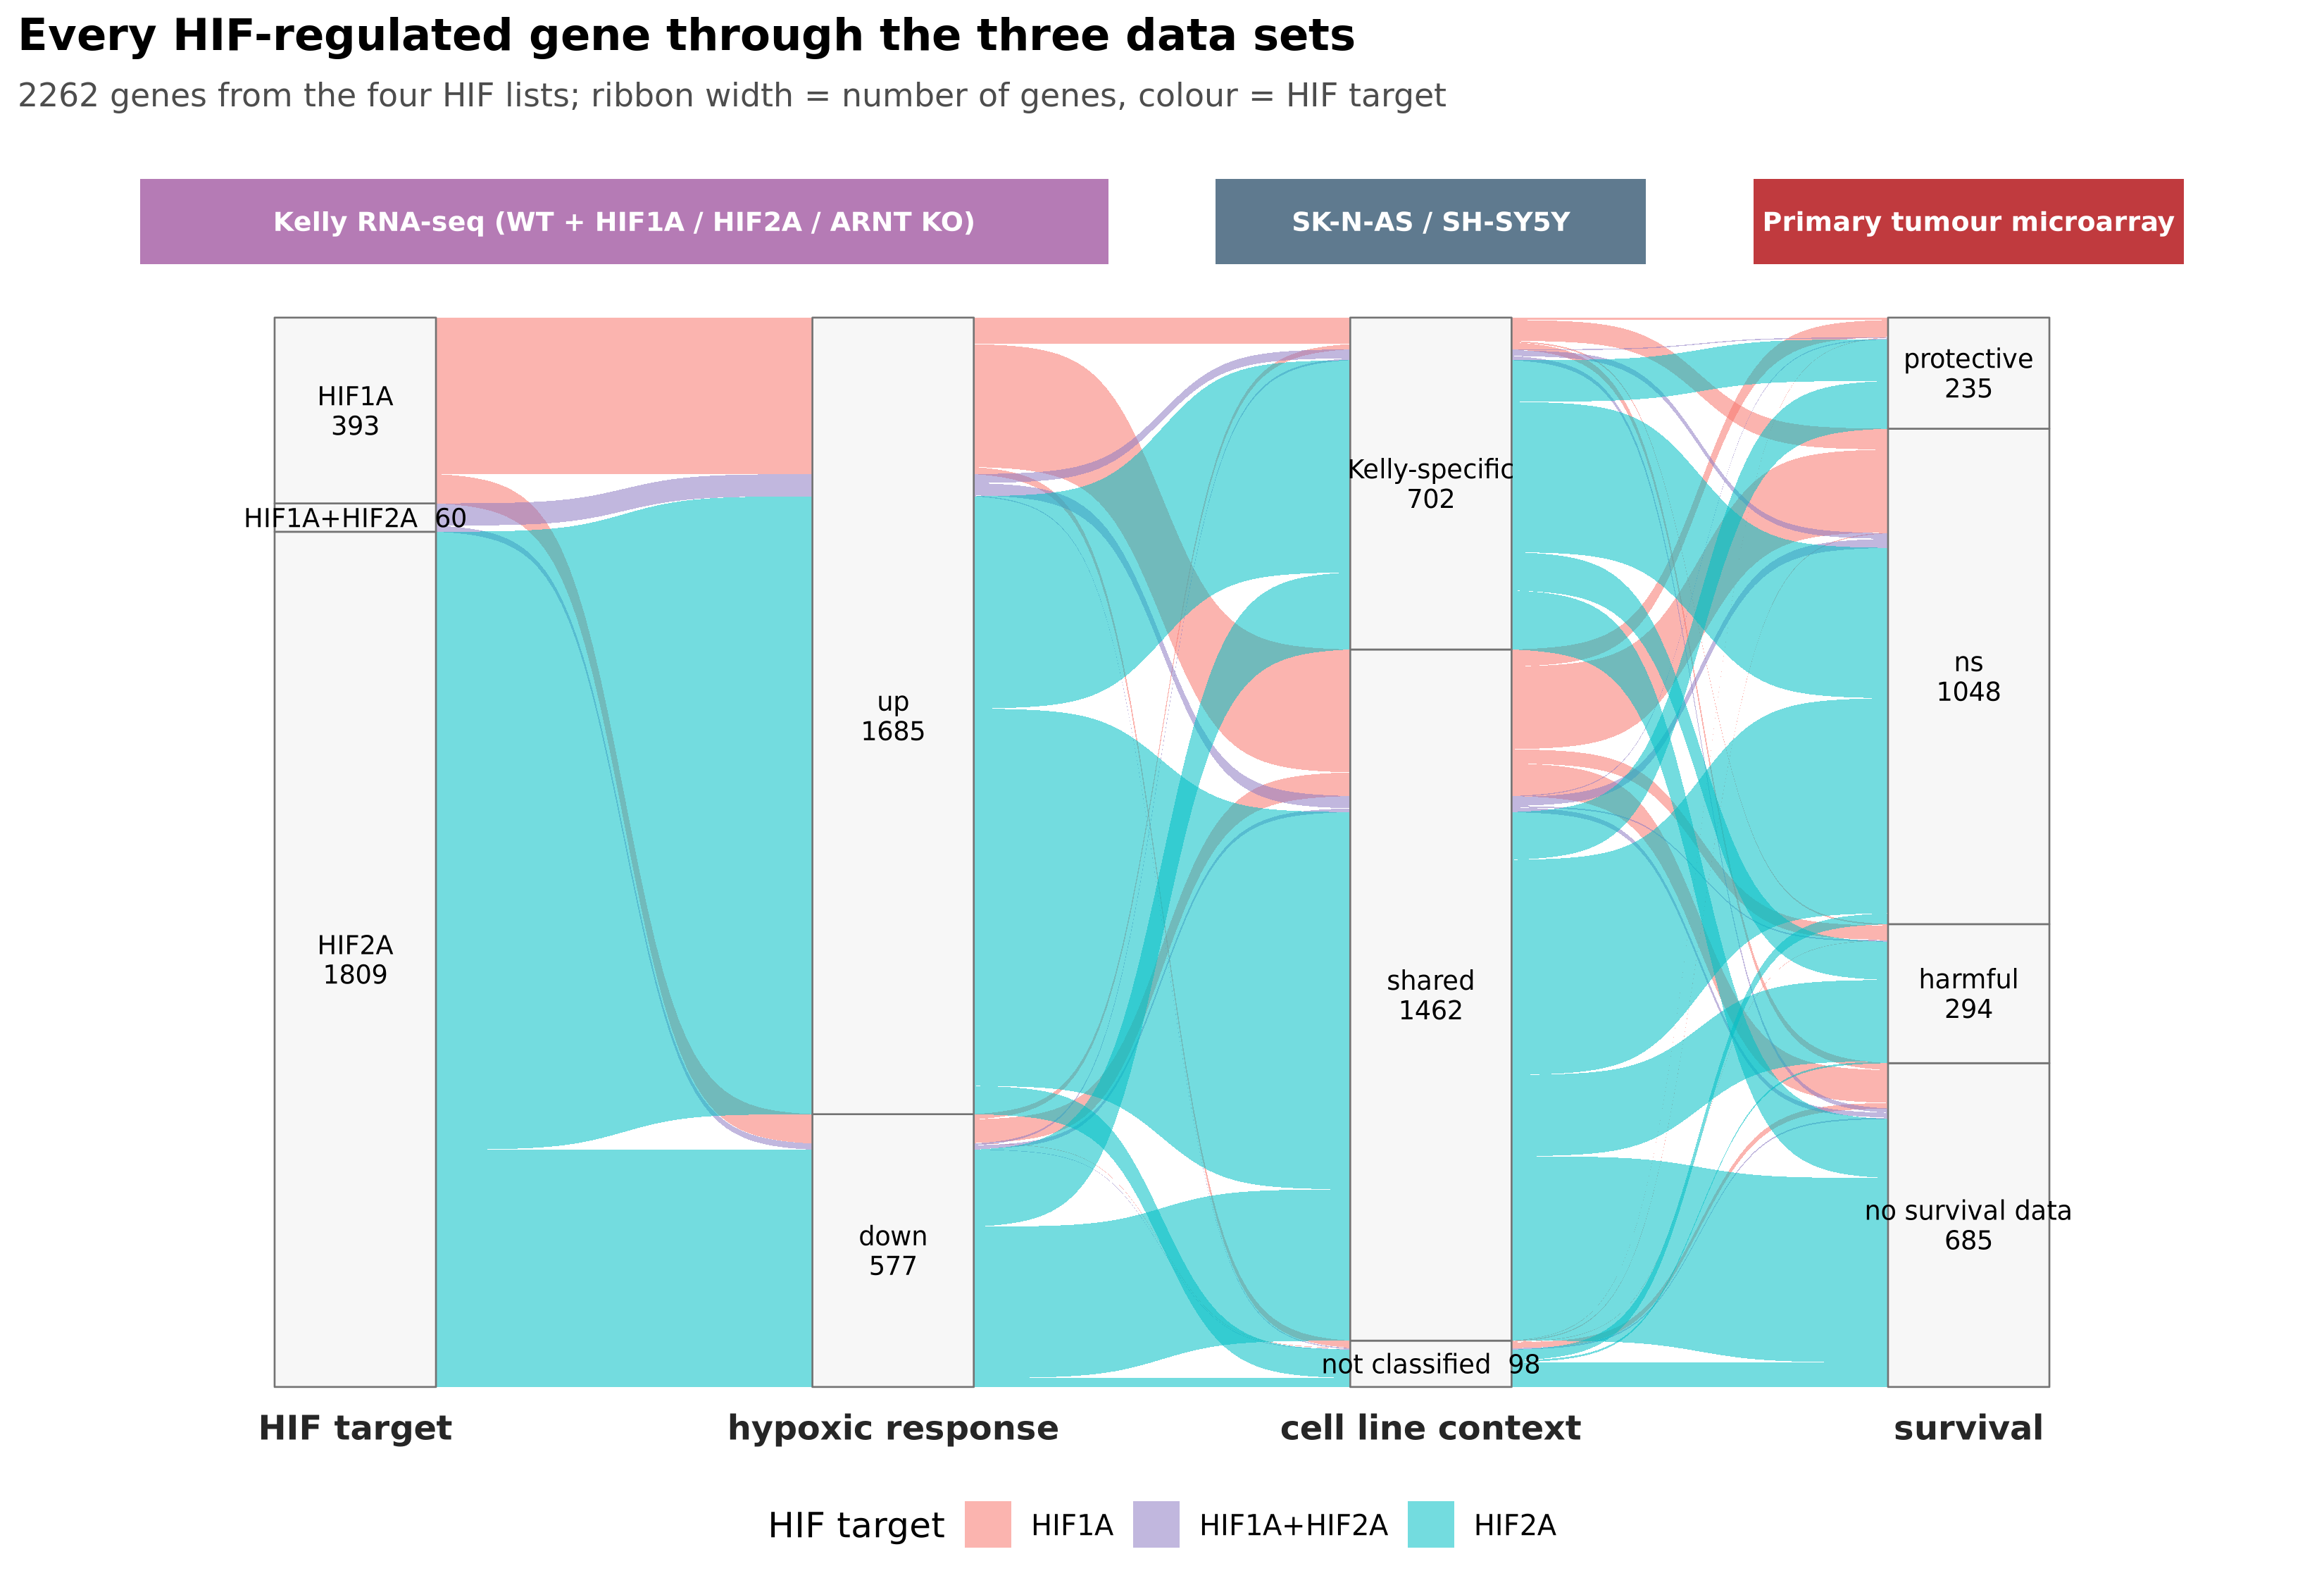 Every HIF-regulated gene through the three data sets
2262 genes from the four HIF lists; ribbon width = number of genes, colour = HIF target
Kelly RNA-seq (WT + HIF1A / HIF2A / ARNT KO)
SK-N-AS / SH-SY5Y
Primary tumour microarray
HIF1A
393
HIF1A+HIF2A  60
HIF2A
1809
up
1685
down
577
Kelly-specific
702
shared
1462
not classified  98
protective
235
ns
1048
harmful
294
no survival data
685
HIF target
hypoxic response
cell line context
survival
HIF target
HIF1A
HIF1A+HIF2A
HIF2A